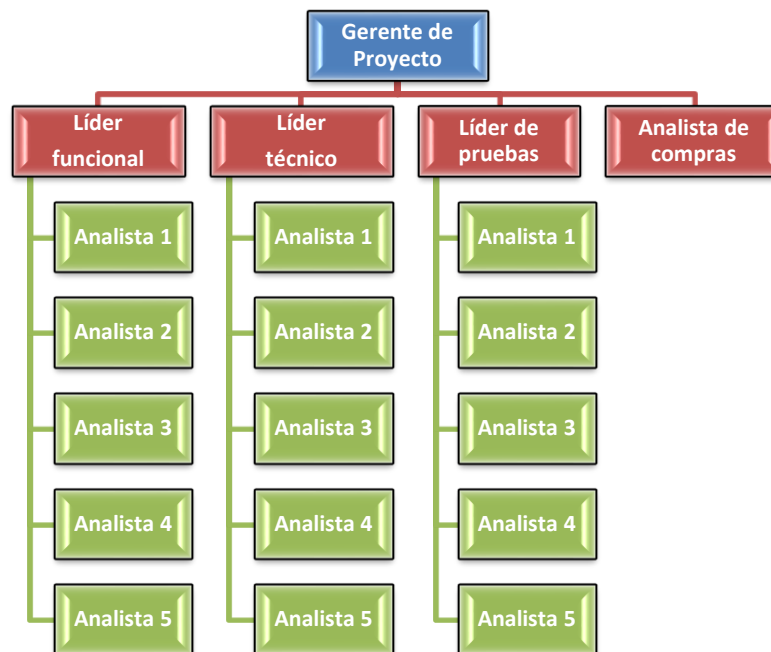 Gerente de
Proyecto
Líder
funcional
Líder
técnico
Líder de
pruebas
Analista de
compras
Analista 1
Analista 1
Analista 1
Analista 2
Analista 2
Analista 2
Analista 3
Analista 3
Analista 3
Analista 4
Analista 4
Analista 4
Analista 5
Analista 5
Analista 5